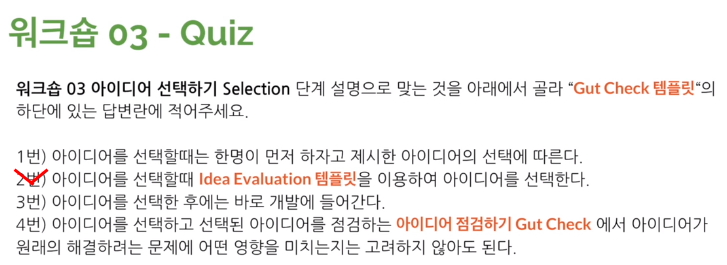 워크숍 03 - Quiz
워크숍 03 아이디어 선택하기 Selection 단계 설명으로 맞는 것을 아래에서 골라 “Gut Check 템플릿“의
하단에 있는 답변란에 적어주세요.
1번) 아이디어를 선택할때는 한명이 먼저 하자고 제시한 아이디어의 선택에 따른다.
2번) 아이디어를 선택할때 Idea Evaluation 템플릿을 이용하여 아이디어를 선택한다.
3번) 아이디어를 선택한 후에는 바로 개발에 들어간다.
4번) 아이디어를 선택하고 선택된 아이디어를 점검하는 아이디어 점검하기 Gut Check 에서 아이디어가
원래의 해결하려는 문제에 어떤 영향을 미치는지는 고려하지 않아도 된다.